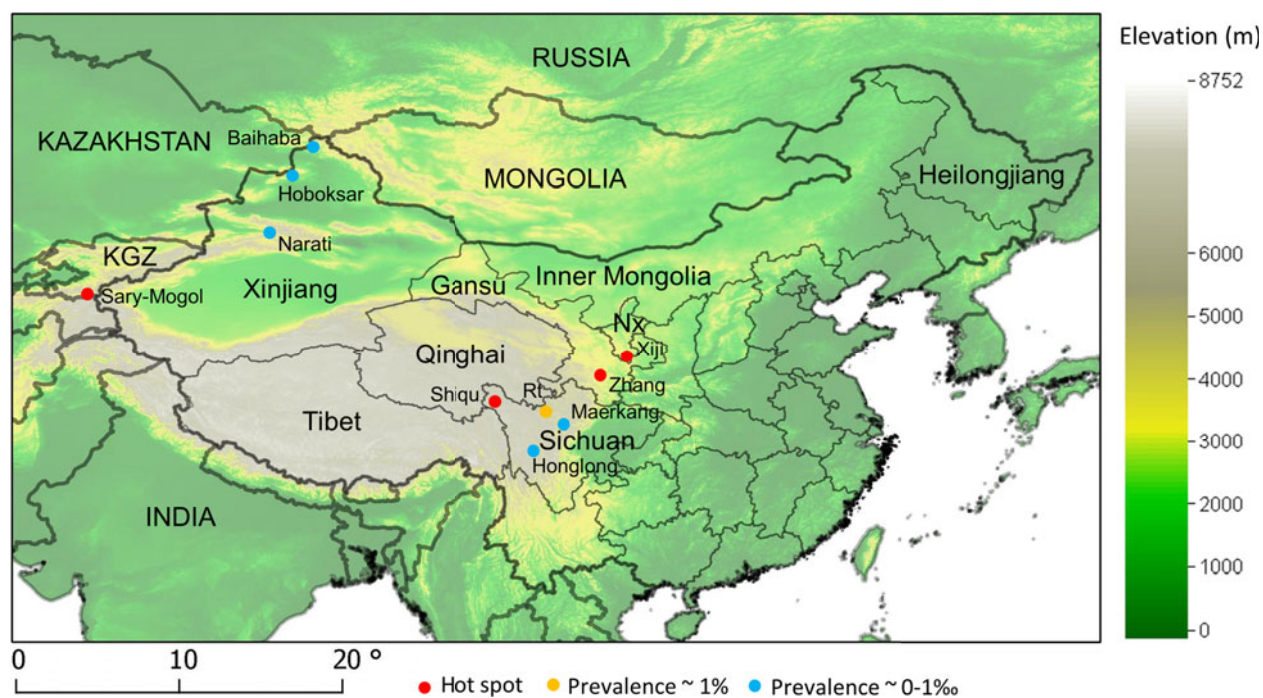 RUSSIA
Elevation (m)
8752
KAZAKHSTAN
Baihaba
MONGOLIA
Heilongjiang
Hoboksar
Narati
KGZ
6000
Xinjiang
Gansu
Inner Mongolia
Sary-Mogol
5000
Nx
Xiji
Qinghai
Zhang
4000
Shiqu
Rt
Maerkang
Tibet
Sichuan
3000
Honglong
INDIA
2000
1000
0
0 10 20 °
Hot spot Prevalence ~ 1% Prevalence ~ 0-1‰